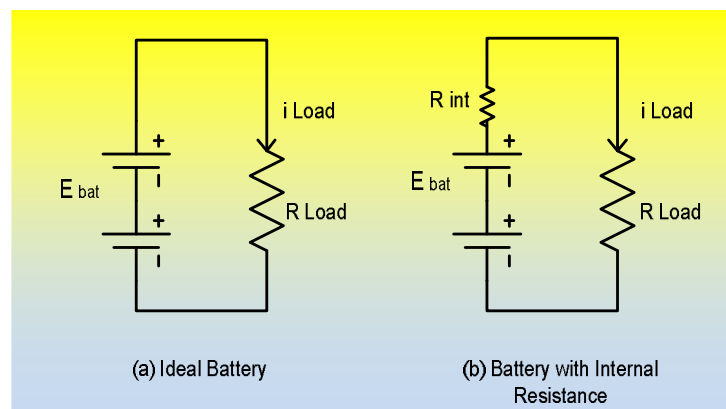 +
i Load
E bat
-
R Load
+
-
(a) Ideal Battery
R int
i Load
+
E bat
-
R Load
+
-
(b) Battery with Internal
Resistance